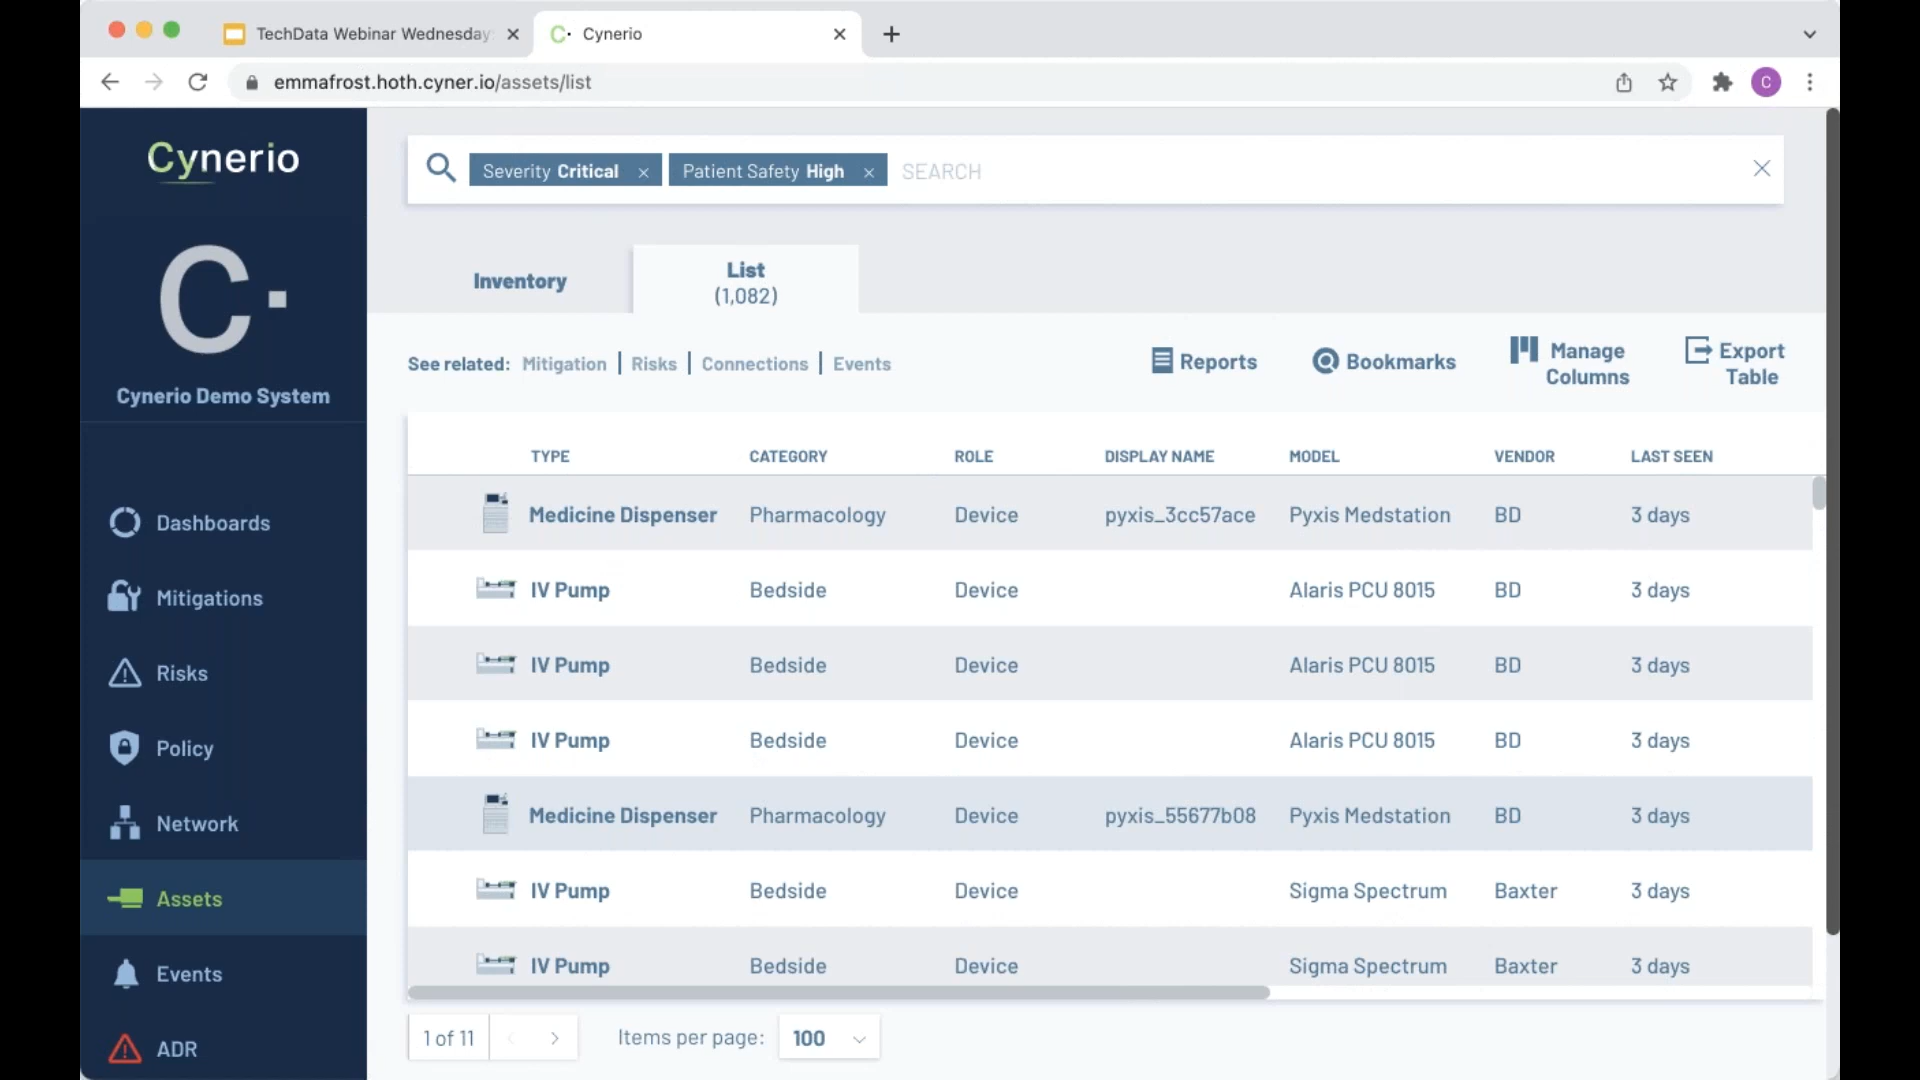 TechData Webinar Wednesday
Cynerio
emmafrost.hoth.cyner.io/assets/list
C
Cynerio
C
Cynerio Demo System
Dashboards
Mitigations
Risks
Policy
Network
Assets
Events
ADR
Severity Critical × Patient Safety High × SEARCH
Inventory
List
(1,082)
See related: Mitigation | Risks | Connections | Events
Reports
Bookmarks
Manage
Columns
Export
Table
TYPE CATEGORY ROLE DISPLAY NAME MODEL VENDOR LAST SEEN
Medicine Dispenser Pharmacology Device pyxis_3cc57ace Pyxis Medstation BD 3 days
IV Pump Bedside Device Alaris PCU 8015 BD 3 days
IV Pump Bedside Device Alaris PCU 8015 BD 3 days
IV Pump Bedside Device Alaris PCU 8015 BD 3 days
Medicine Dispenser Pharmacology Device pyxis_55677b08 Pyxis Medstation BD 3 days
IV Pump Bedside Device Sigma Spectrum Baxter 3 days
IV Pump Bedside Device Sigma Spectrum Baxter 3 days
1 of 11 Items per page: 100